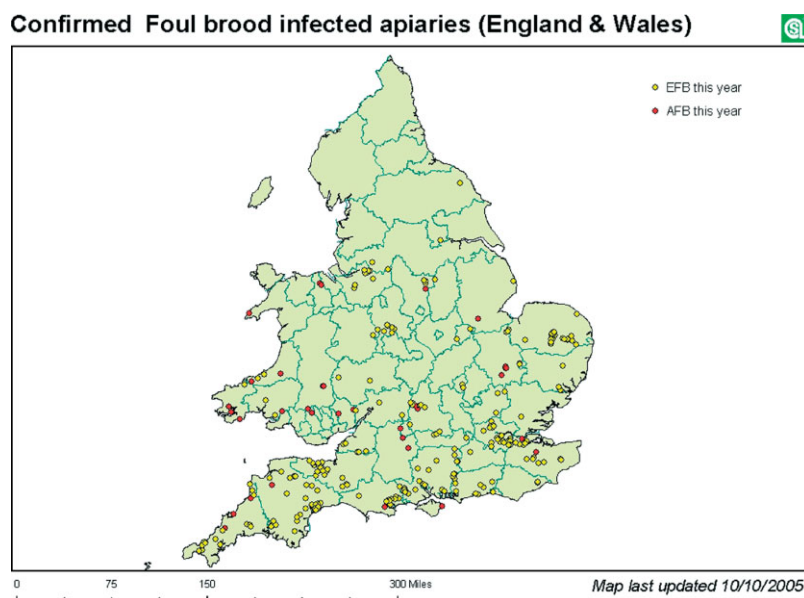 Confirmed Foul brood infected apiaries (England & Wales)
CSL
EFB this year
AFB this year
0 75 150 300 Miles
Map last updated 10/10/2005